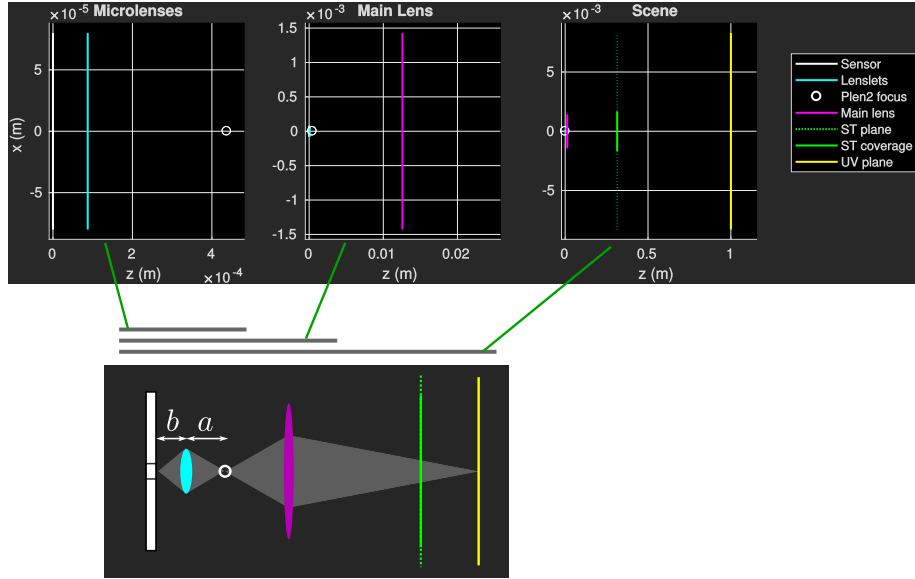 ×10⁻⁵ Microlenses
×10⁻³ Main Lens
×10⁻³ Scene
x (m)
5
0
-5
0
2
4
z (m)
×10⁻⁴
1.5
1
0.5
0
-0.5
-1
-1.5
0
0.01
0.02
z (m)
5
0
-5
0
0.5
1
z (m)
Sensor
Lenslets
Plen2 focus
Main lens
ST plane
ST coverage
UV plane
b
a